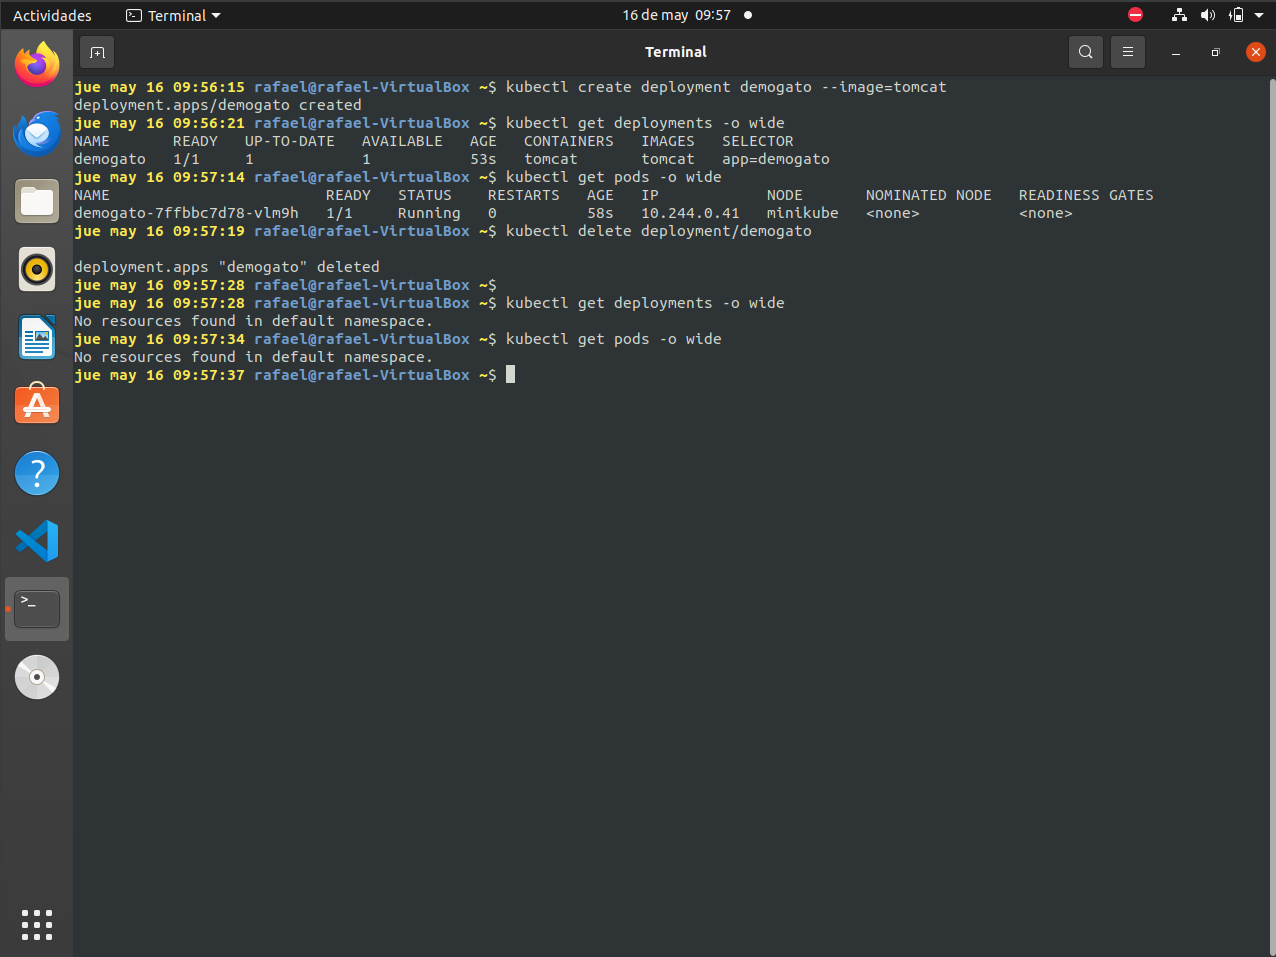 Actividades Terminal 16 de may 09:57
Terminal
jue may 16 09:56:15 rafael@rafael-VirtualBox ~$ kubectl create deployment demogato --image=tomcat
deployment.apps/demogato created
jue may 16 09:56:21 rafael@rafael-VirtualBox ~$ kubectl get deployments -o wide
NAME READY UP-TO-DATE AVAILABLE AGE CONTAINERS IMAGES SELECTOR
demogato 1/1 1 1 53s tomcat tomcat app=demogato
jue may 16 09:57:14 rafael@rafael-VirtualBox ~$ kubectl get pods -o wide
NAME READY STATUS RESTARTS AGE IP NODE NOMINATED NODE READINESS GATES
demogato-7ffbbc7d78-vlm9h 1/1 Running 0 58s 10.244.0.41 minikube <none> <none>
jue may 16 09:57:19 rafael@rafael-VirtualBox ~$ kubectl delete deployment/demogato
deployment.apps "demogato" deleted
jue may 16 09:57:28 rafael@rafael-VirtualBox ~$
jue may 16 09:57:28 rafael@rafael-VirtualBox ~$ kubectl get deployments -o wide
No resources found in default namespace.
jue may 16 09:57:34 rafael@rafael-VirtualBox ~$ kubectl get pods -o wide
No resources found in default namespace.
jue may 16 09:57:37 rafael@rafael-VirtualBox ~$